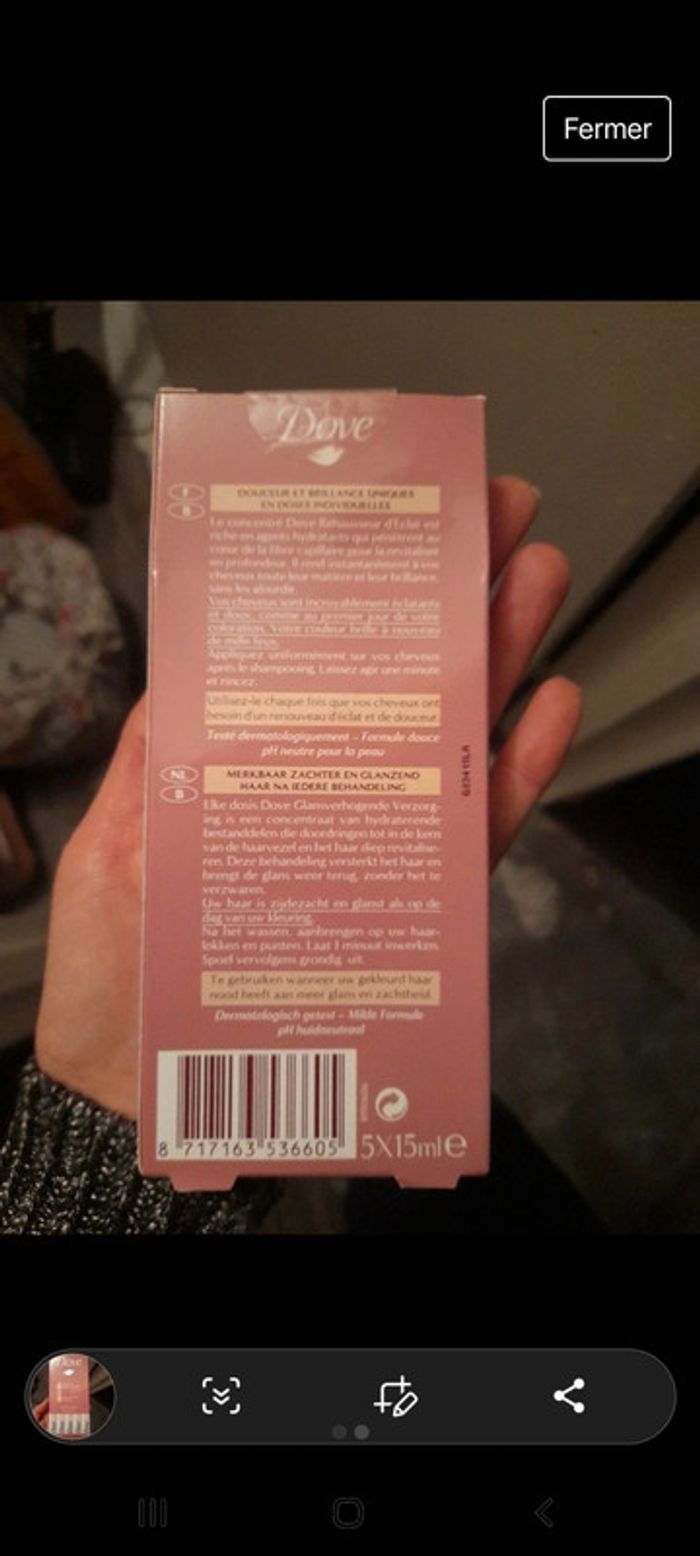 Fermer
Dove
F
B
DOUCEUR ET BRILLANCE UNIQUES
EN DOSES INDIVIDUELLES
Le concentré Dove Réhausseur d'Eclat est
riche en agents hydratants qui pénètrent au
cœur de la fibre capillaire pour la revitaliser
en profondeur. Il rend instantanément à vos
cheveux toute leur matière et leur brillance,
sans les alourdir.
Vos cheveux sont incroyablement éclatants
et doux, comme au premier jour de votre
coloration. Votre couleur brille à nouveau
de mille feux.
Appliquez uniformément sur vos cheveux
après le shampooing. Laissez agir une minute
et rincez.
Utilisez-le chaque fois que vos cheveux ont
besoin d'un renouveau d'éclat et de douceur
Testé dermatologiquement – Formule douce
pH neutre pour la peau
NL
B
MERKBAAR ZACHTER EN GLANZEND
HAAR NA IEDERE BEHANDELING
Elke dosis Dove Glansverhogende Verzorg-
ing is een concentraat van hydraterende
bestanddelen die doordringen tot in de kern
van de haarvezel en het haar diep revitalise-
ren. Deze behandeling versterkt het haar en
brengt de glans weer terug, zonder het te
verzwaren.
Uw haar is zijdezacht en glanst als op de
dag van uw kleuring.
Na het wassen, aanbrengen op uw haar-
lokken en punten. Laat 1 minuut inwerken.
Spoel vervolgens grondig uit.
Te gebruiken wanneer uw gekleurd haar
nood heeft aan meer glans en zachtheid.
Dermatologisch getest – Milde Formule
pH huidneutraal
8 717163 536605
5X15ml e